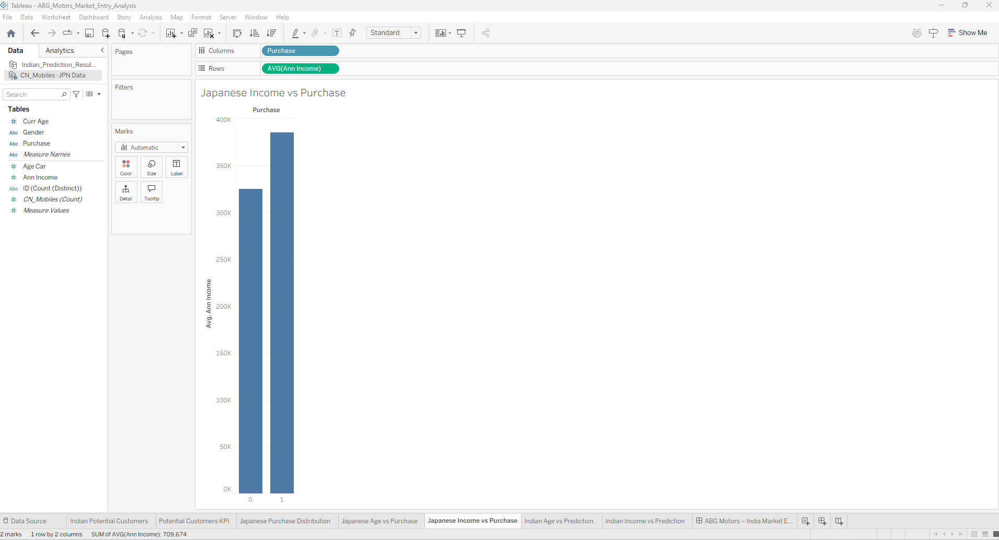 Tableau - ABG_Motors_Market_Entry_Analysis
File Data Worksheet Dashboard Story Analysis Map Format Server Window Help
Standard
Show Me
Data Analytics
Indian_Prediction_Resul...
CN_Mobiles -JPN Data
Search
Tables
Curr Age
Abc Gender
Abc Purchase
Abc Measure Names
Age Car
Ann Income
Abc ID (Count (Distinct))
CN_Mobiles (Count)
Measure Values
Pages
Filters
Marks
Automatic
Color Size Label
Detail Tooltip
Columns Purchase
Rows AVG(Ann Income)
Japanese Income vs Purchase
Purchase
400K
350K
300K
250K
200K
150K
100K
50K
0K
Avg. Ann Income
0 1
Data Source Indian Potential Customers Potential Customers KPI Japanese Purchase Distribution Japanese Age vs Purchase Japanese Income vs Purchase Indian Age vs Prediction. Indian Income vs Prediction ABG Motors – India Market E...
2 marks 1 row by 2 columns SUM of AVG(Ann Income): 709,674